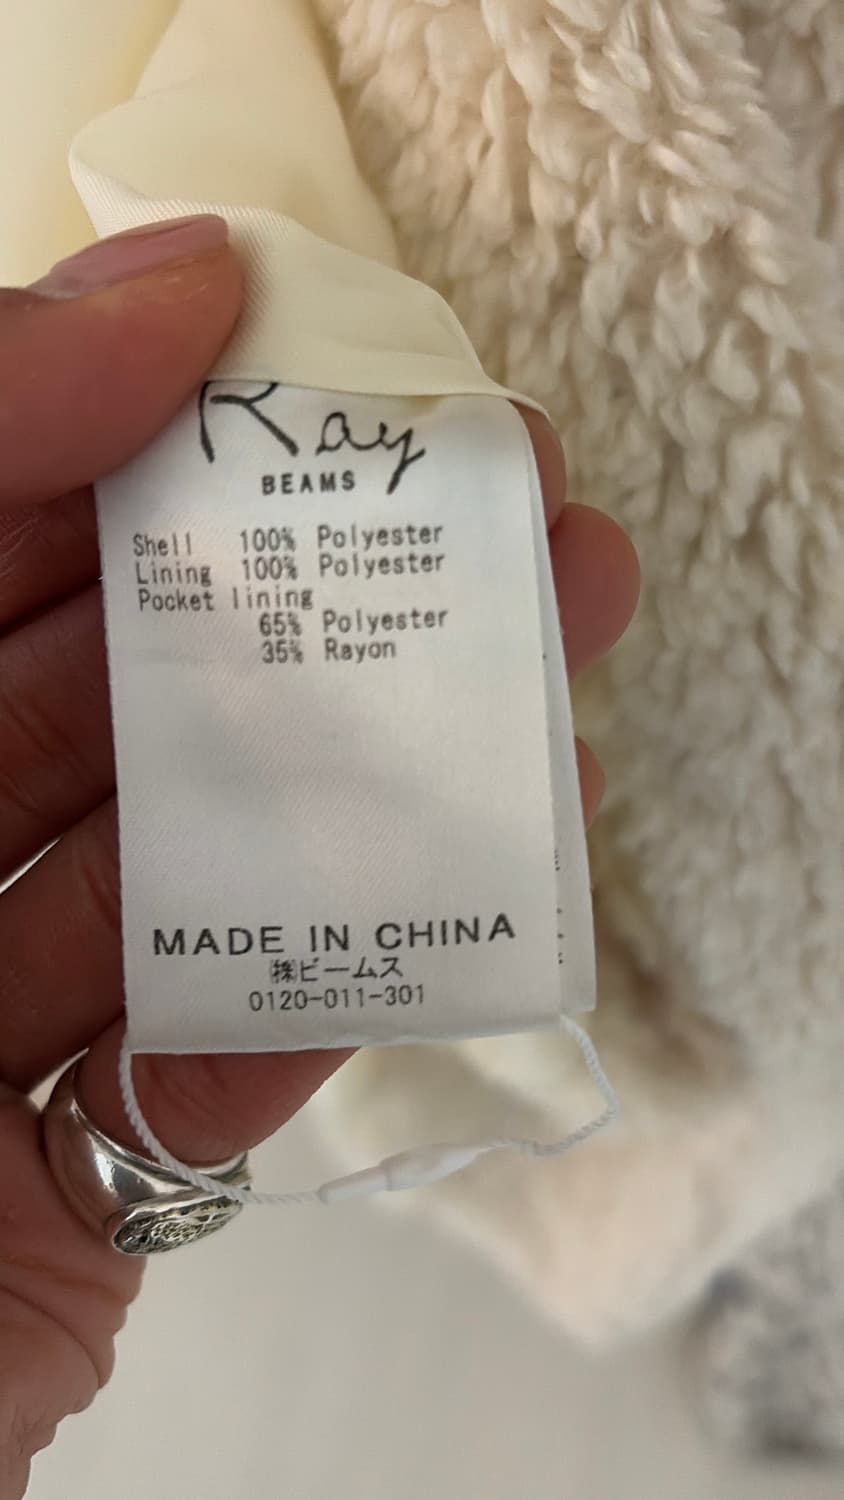 Ray
BEAMS
Shell 100% Polyester
Lining 100% Polyester
Pocket lining
65% Polyester
35% Rayon
MADE IN CHINA
㈱ビームス
0120-011-301